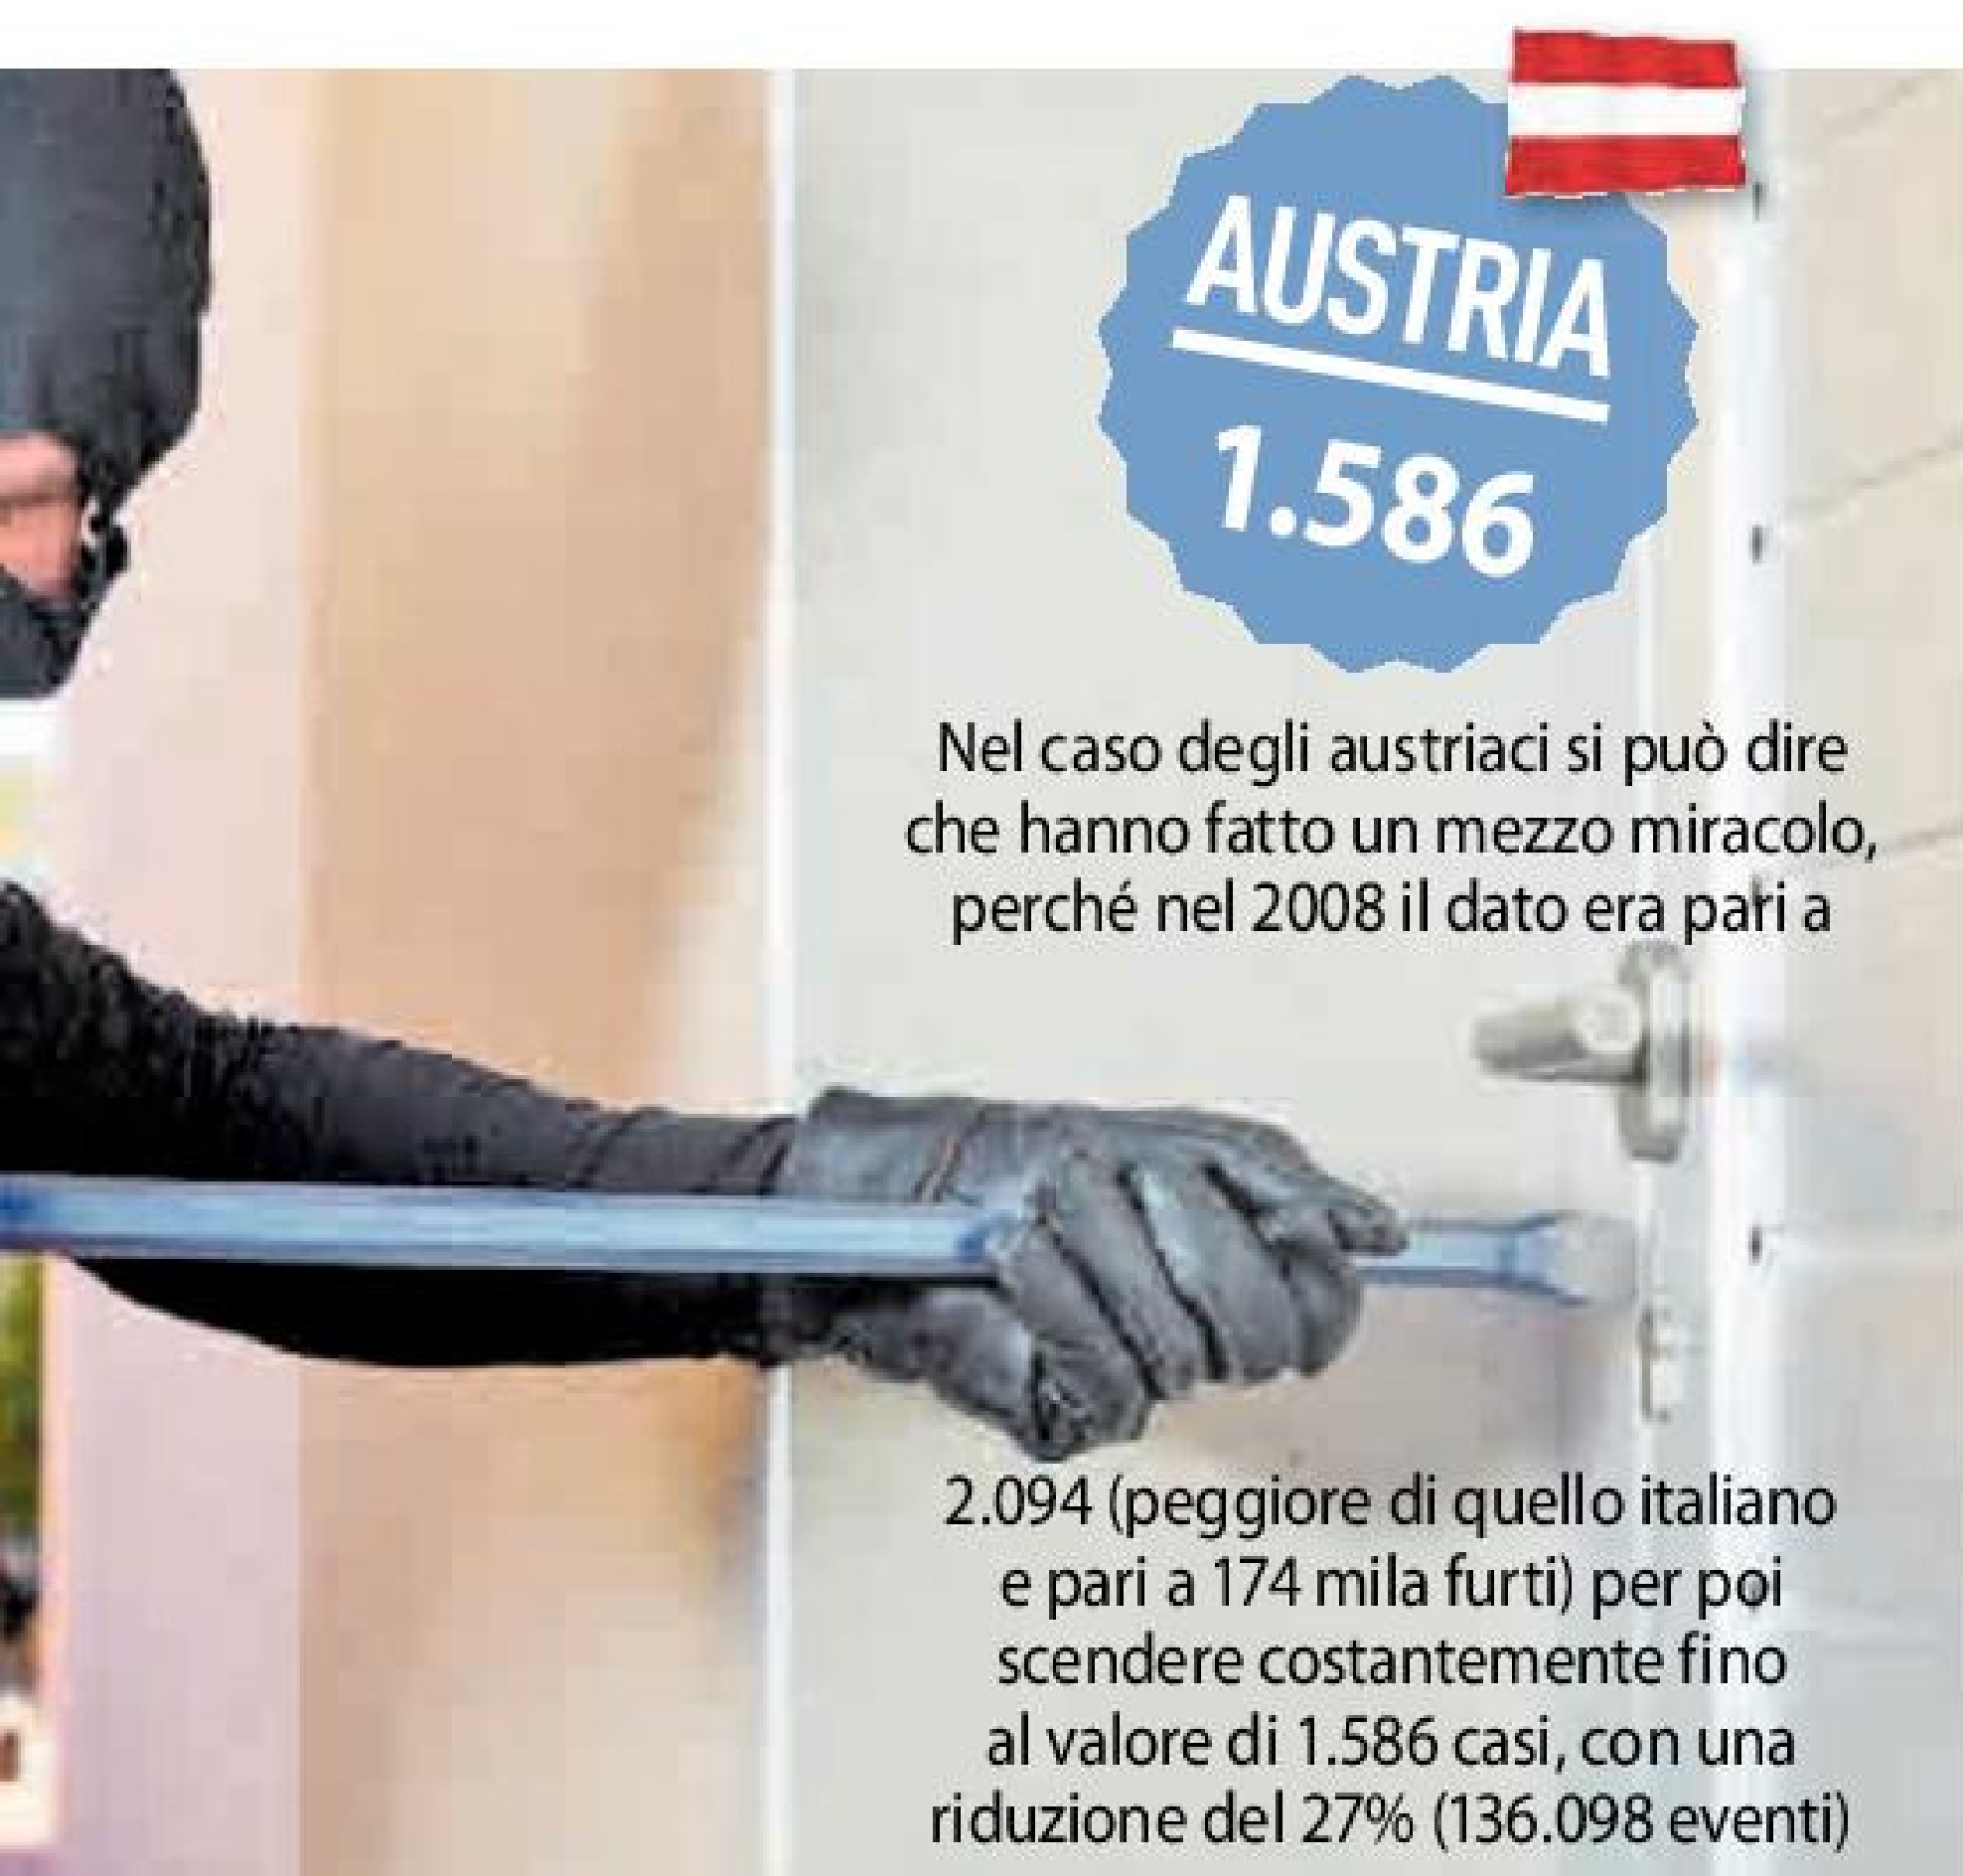 AUSTRIA
1.586
Nel caso degli austriaci si può dire
che hanno fatto un mezzo miracolo,
perché nel 2008 il dato era pari a
2.094 (peggiore di quello italiano
e pari a 174 mila furti) per poi
scendere costantemente fino
al valore di 1.586 casi, con una
riduzione del 27% (136.098 eventi)